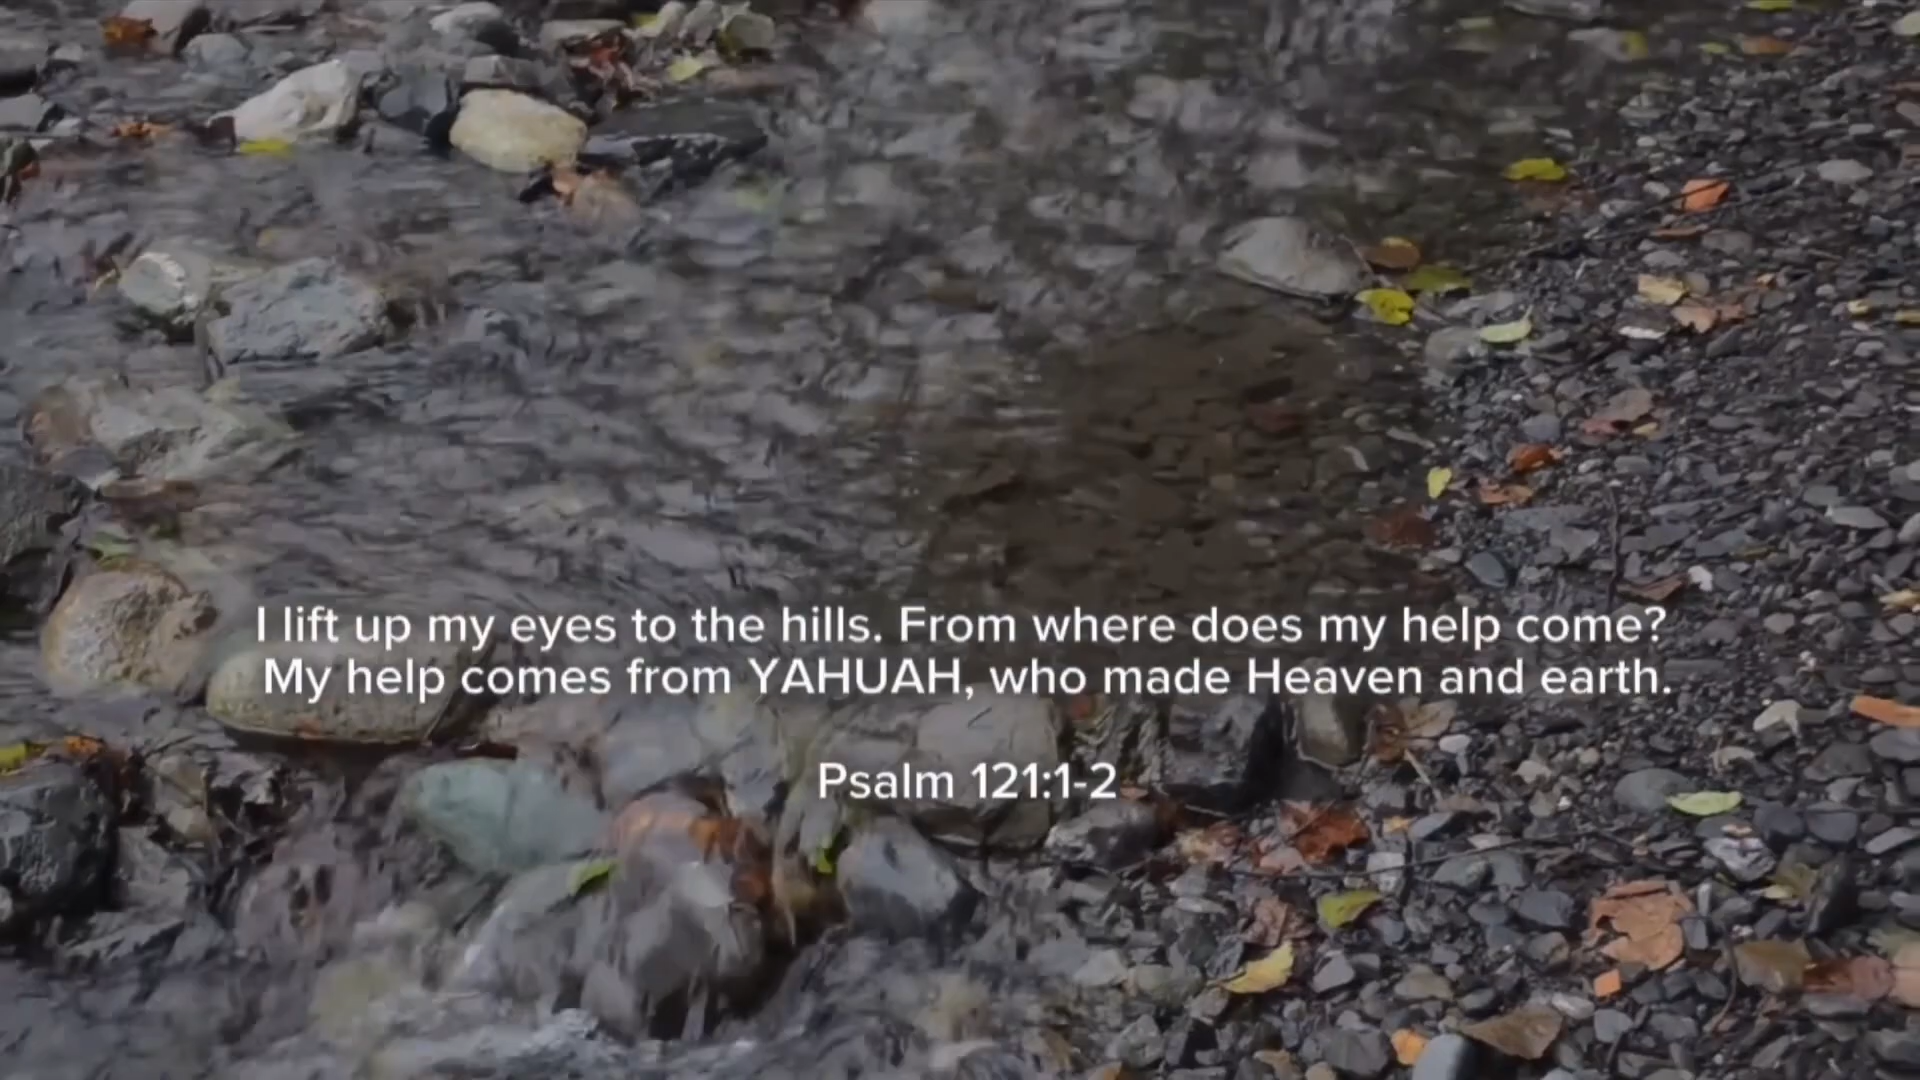 I lift up my eyes to the hills. From where does my help come?
My help comes from YAHUAH, who made Heaven and earth.
Psalm 121:1-2